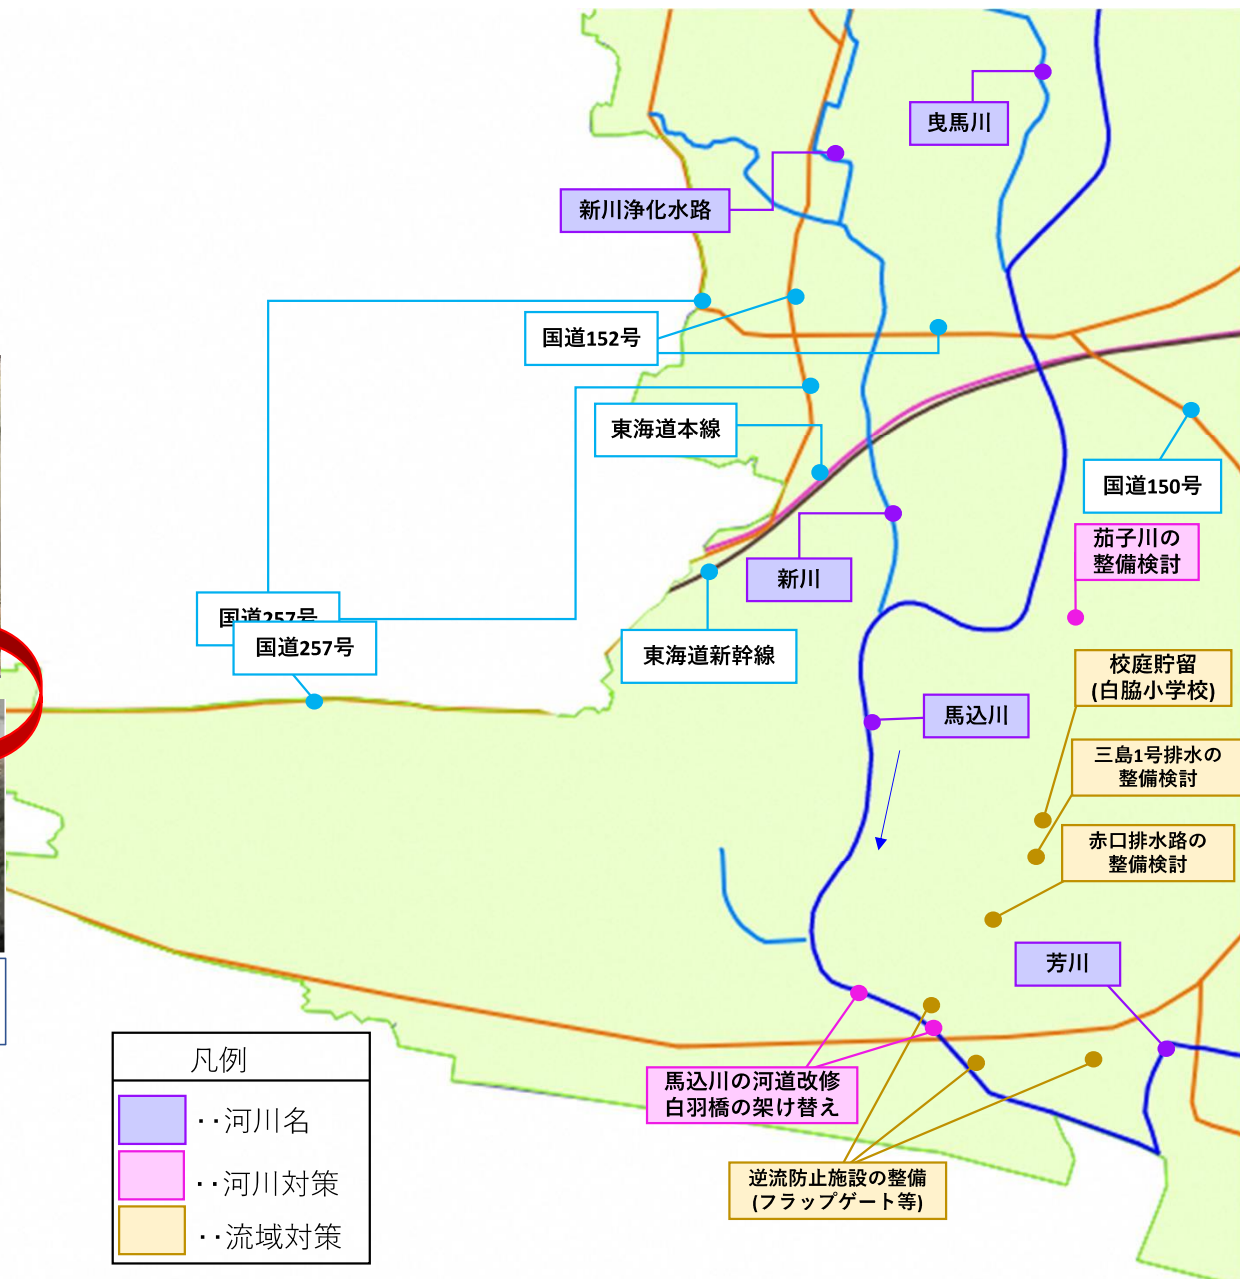 曳馬川
新川浄化水路
国道152号
東海道本線
国道150号
茄子川の
整備検討
新川
国道257号
国道257号
東海道新幹線
校庭貯留
(白脇小学校)
馬込川
三島1号排水の
整備検討
赤口排水路の
整備検討
芳川
馬込川の河道改修
白羽橋の架け替え
逆流防止施設の整備
(フラップゲート等)
凡例
‥河川名
‥河川対策
‥流域対策